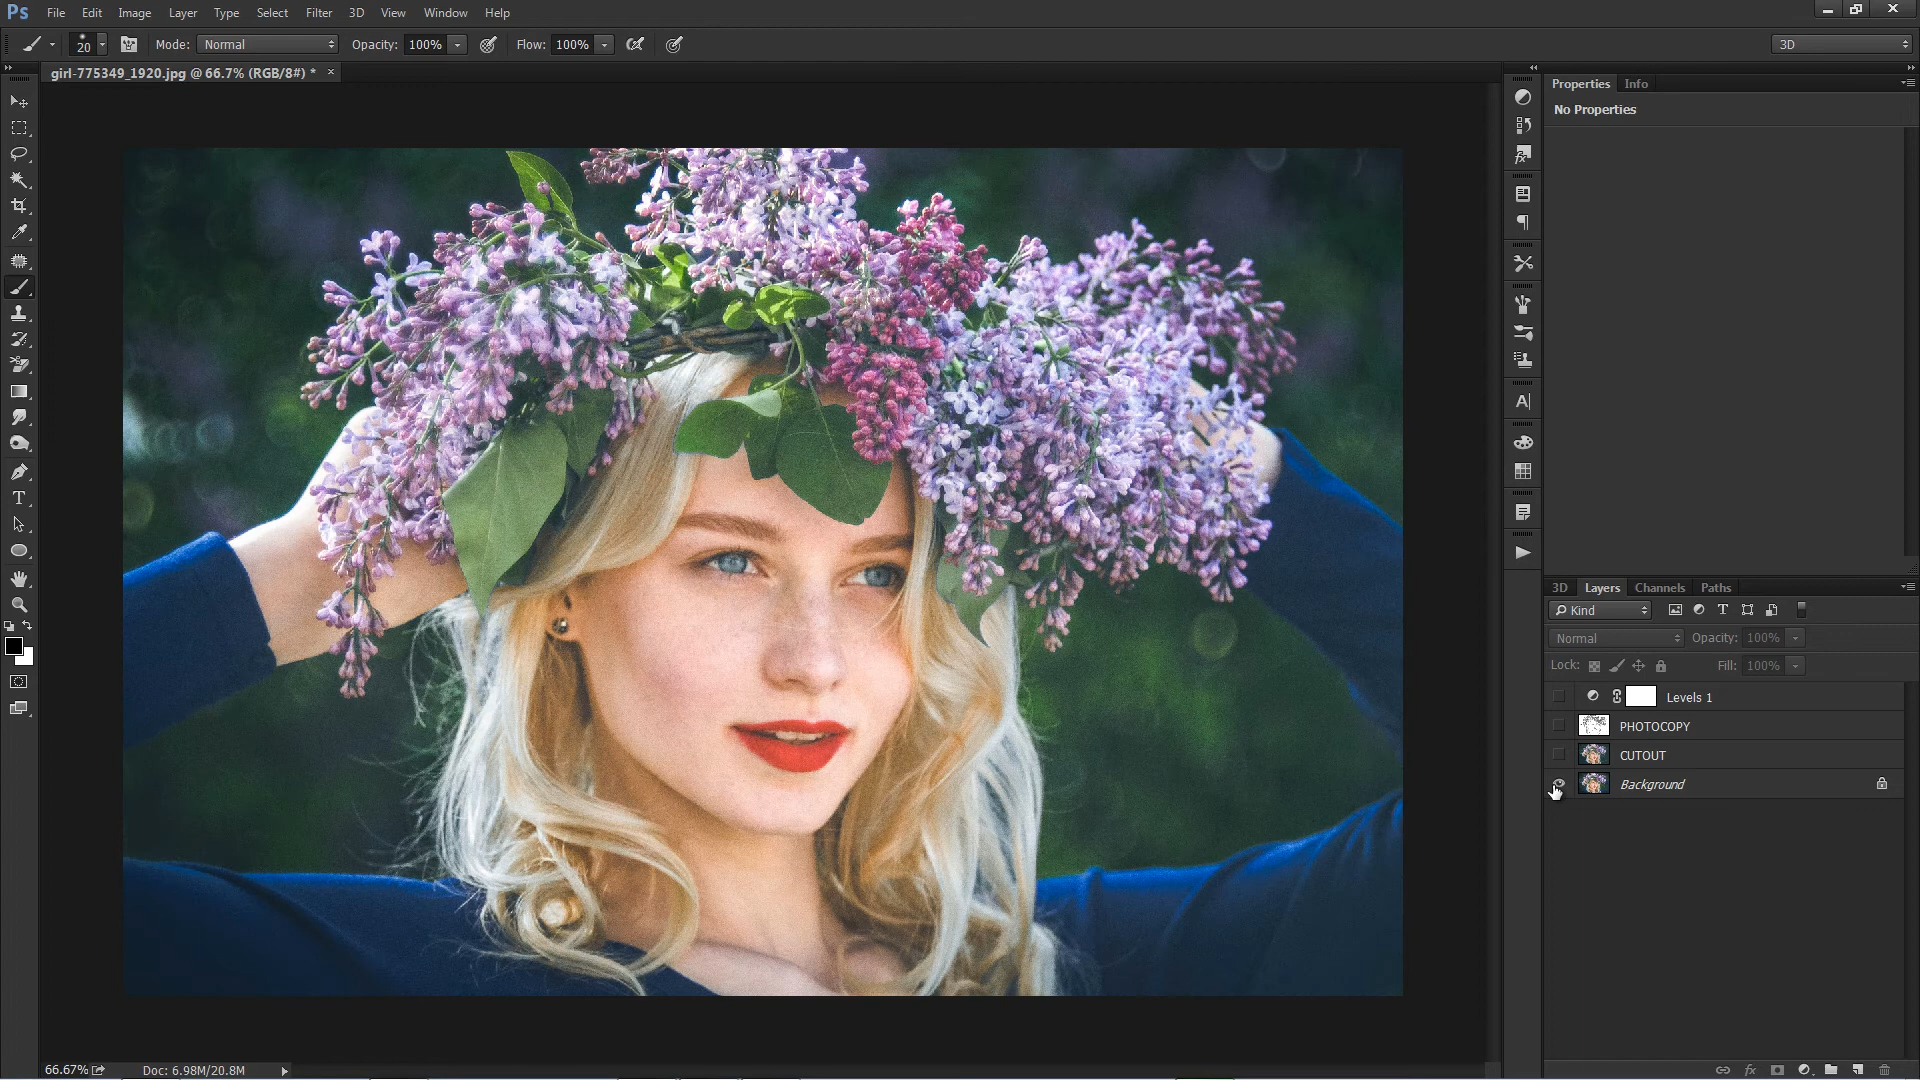 Ps File Edit Image Layer Type Select Filter 3D View Window Help
20 Mode: Normal Opacity: 100% Flow: 100% 3D
girl-775349_1920.jpg @ 66.7% (RGB/8#) * ×
Properties Info
No Properties
3D Layers Channels Paths
Kind
Normal Opacity: 100%
Lock: Fill: 100%
Levels 1
PHOTOCOPY
CUTOUT
Background
66.67% Doc: 6.98M/20.8M